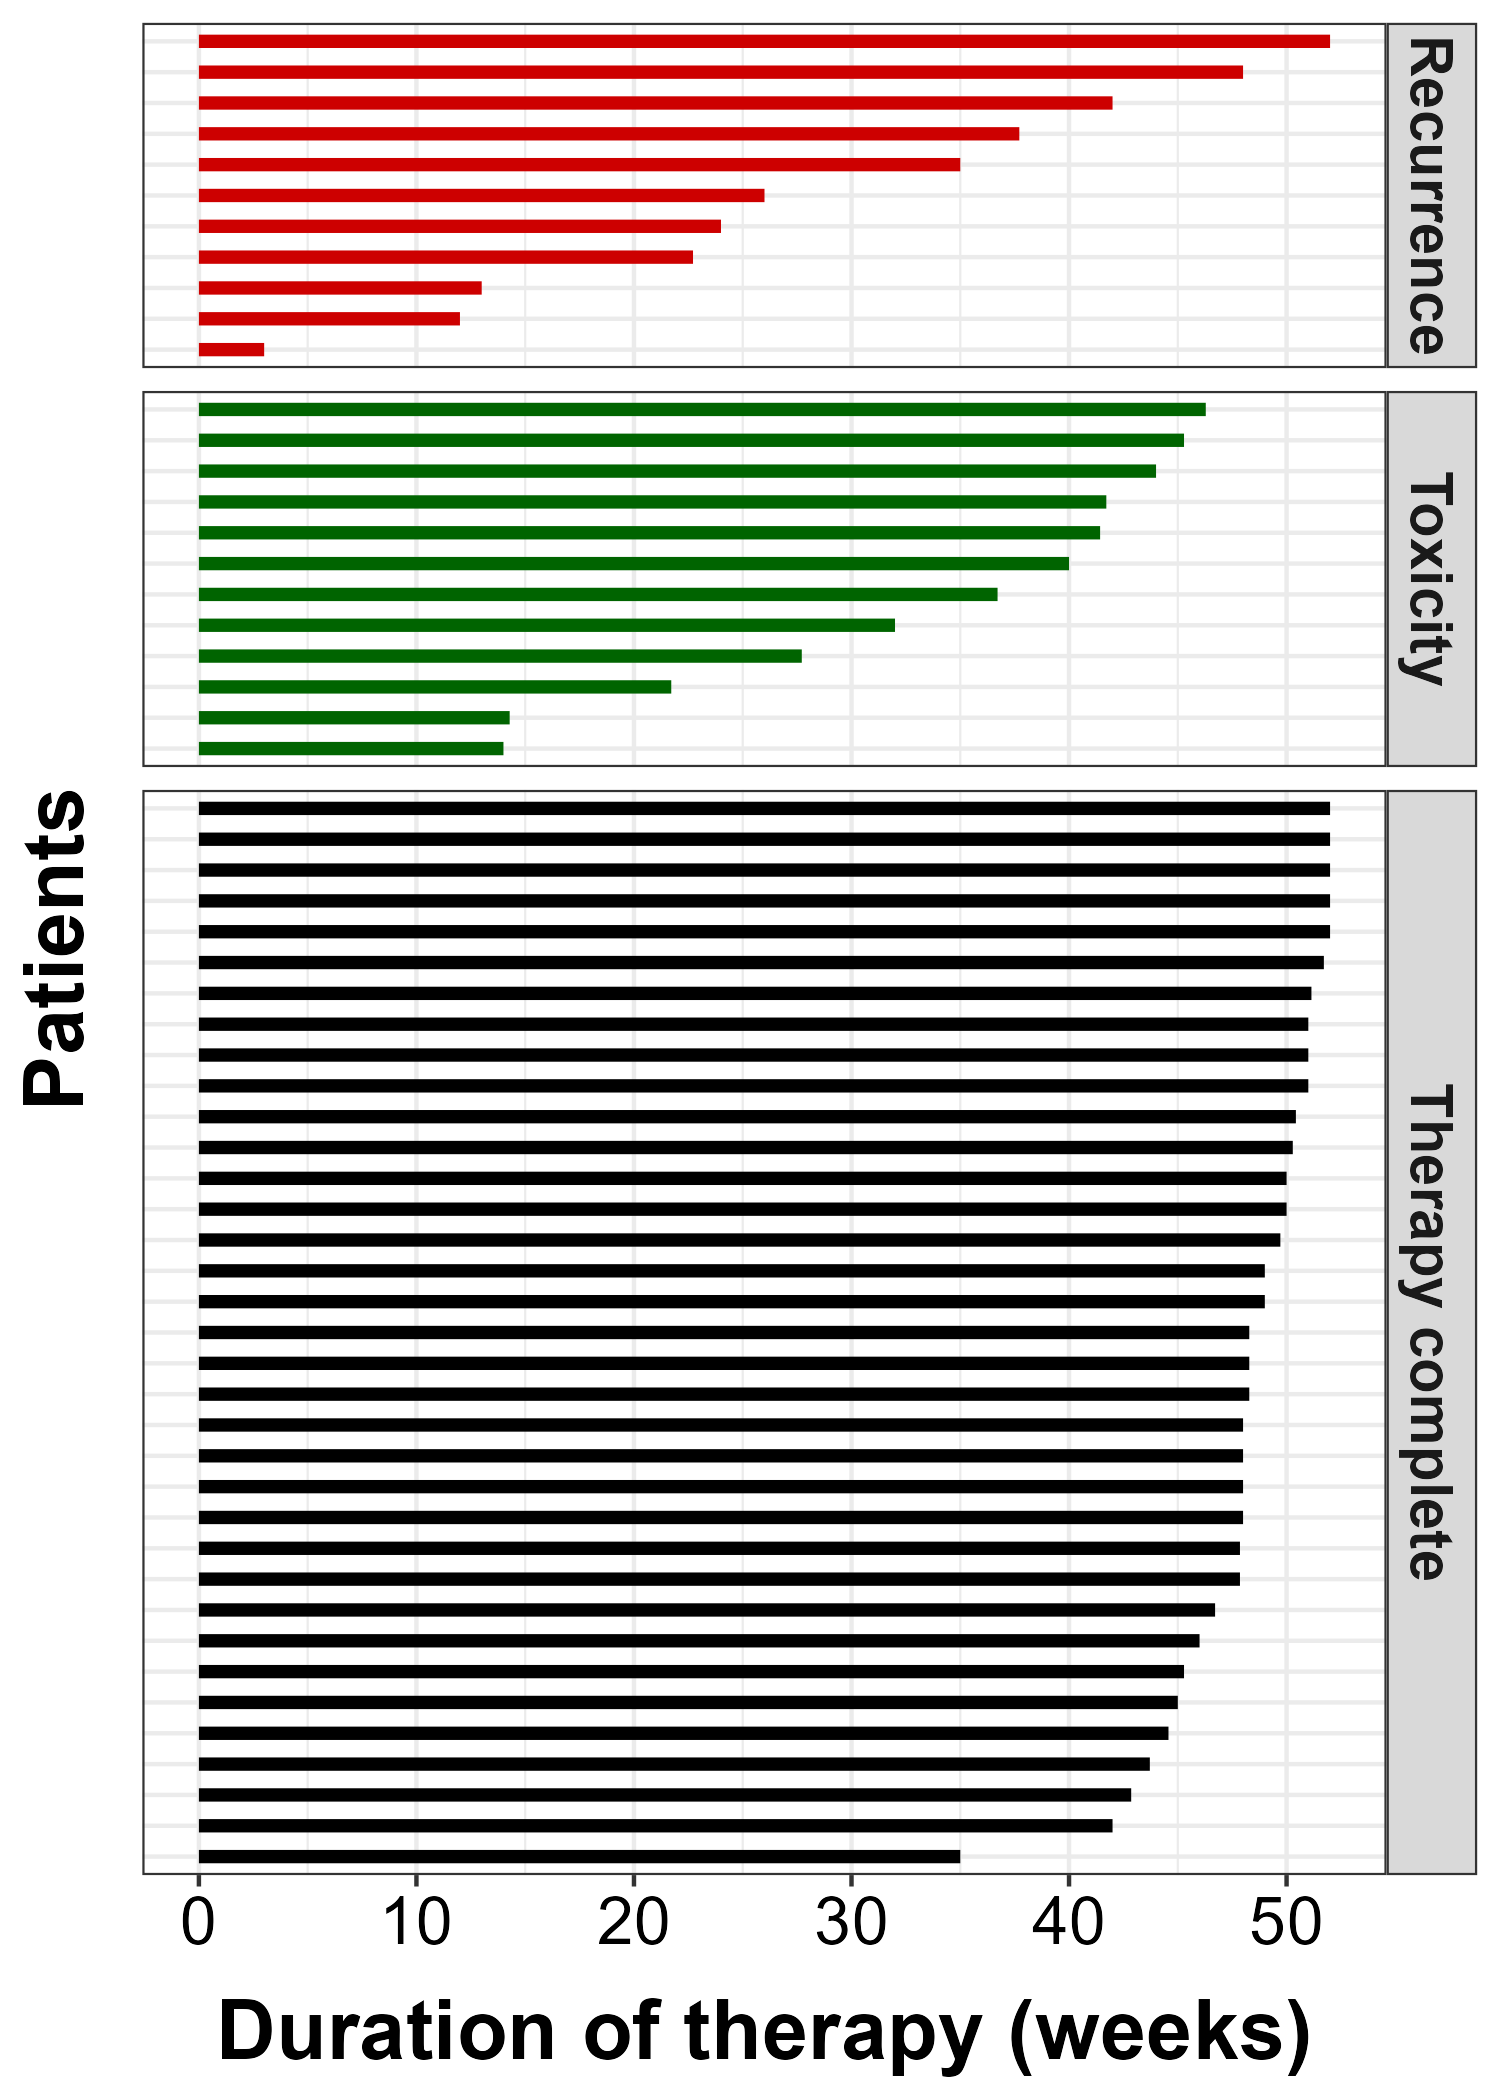 Recurrence
Toxicity
Therapy complete
Patients
0 10 20 30 40 50
Duration of therapy (weeks)